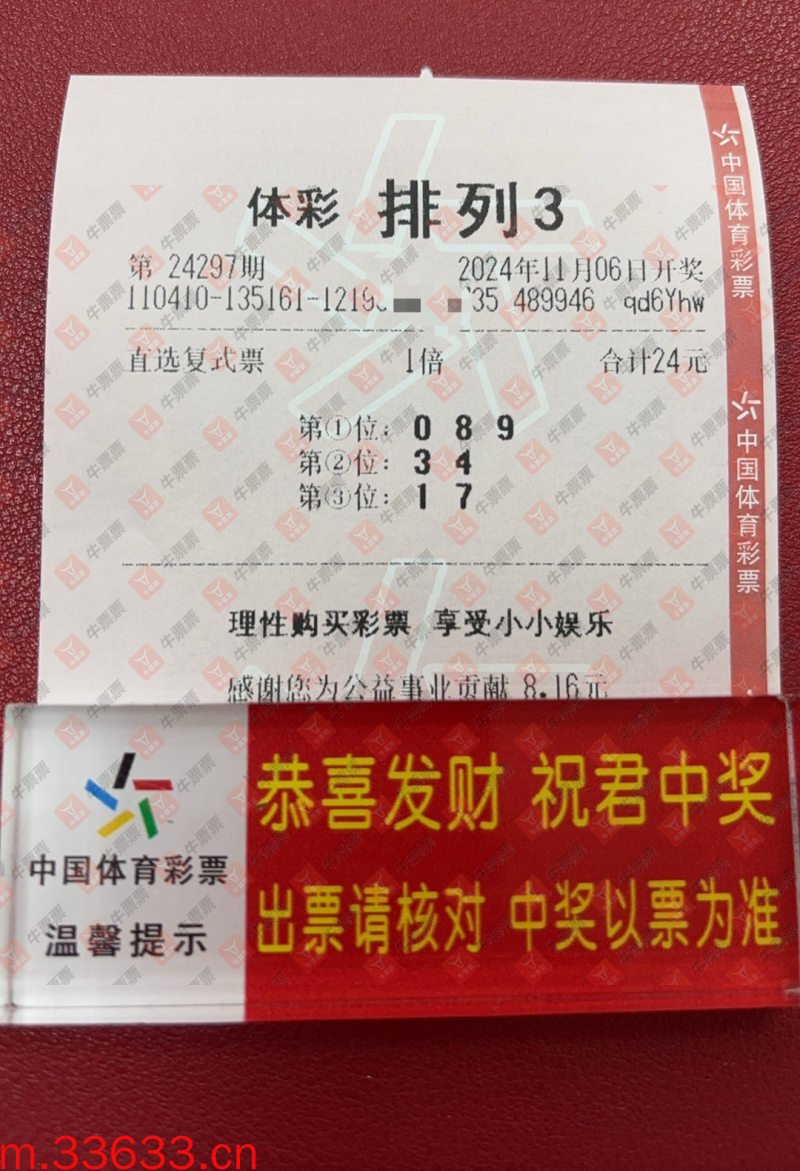 体彩 排列3
第 24297期 2024年11月06日开奖
110410-135161-1219 35 489946 qd6Yhw
直选复式票 1倍 合计24元
第①位: 0 8 9
第②位: 3 4
第③位: 1 7
理性购买彩票 享受小小娱乐
感谢您为公益事业贡献 8.16元
中国体育彩票
中国体育彩票
恭喜发财 祝君中奖
出票请核对 中奖以票为准
中国体育彩票
温馨提示
牛票票
m.33633.cn